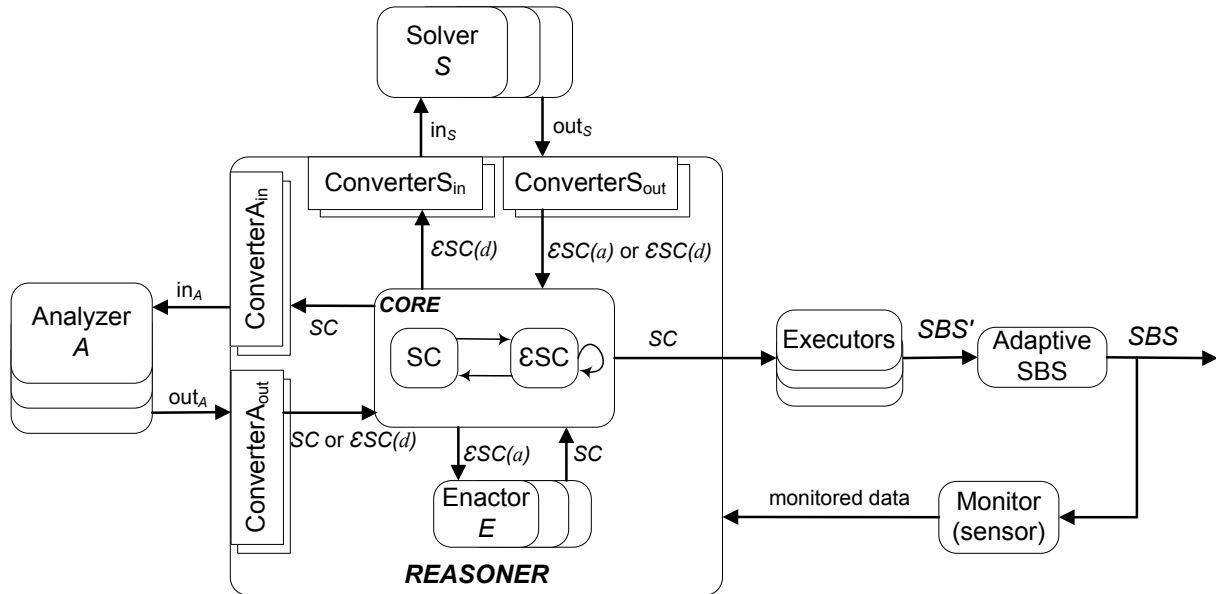 Solver
S
in_S
out_S
ConverterS_in
ConverterS_out
ConverterA_in
ℰSC(d)
ℰSC(a) or ℰSC(d)
Analyzer
A
in_A
SC
CORE
SC
ℰSC
SC
Executors
SBS'
Adaptive
SBS
SBS
out_A
ConverterA_out
SC or ℰSC(d)
ℰSC(a)
SC
Enactor
E
monitored data
Monitor
(sensor)
REASONER